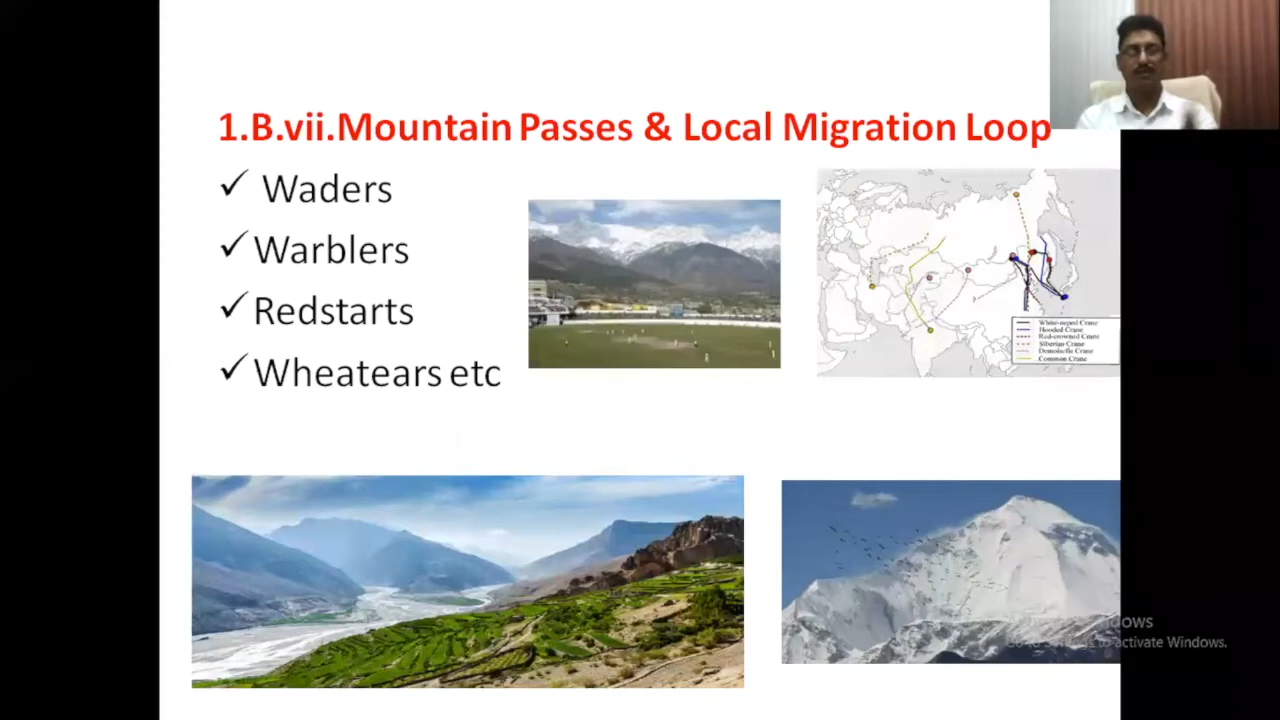 1.B.vii.Mountain Passes & Local Migration Loop
✓ Waders
✓ Warblers
✓ Redstarts
✓ Wheatears etc
White-naped Crane
Hooded Crane
Red-crowned Crane
Siberian Crane
Demoiselle Crane
Common Crane
to activate Windows.